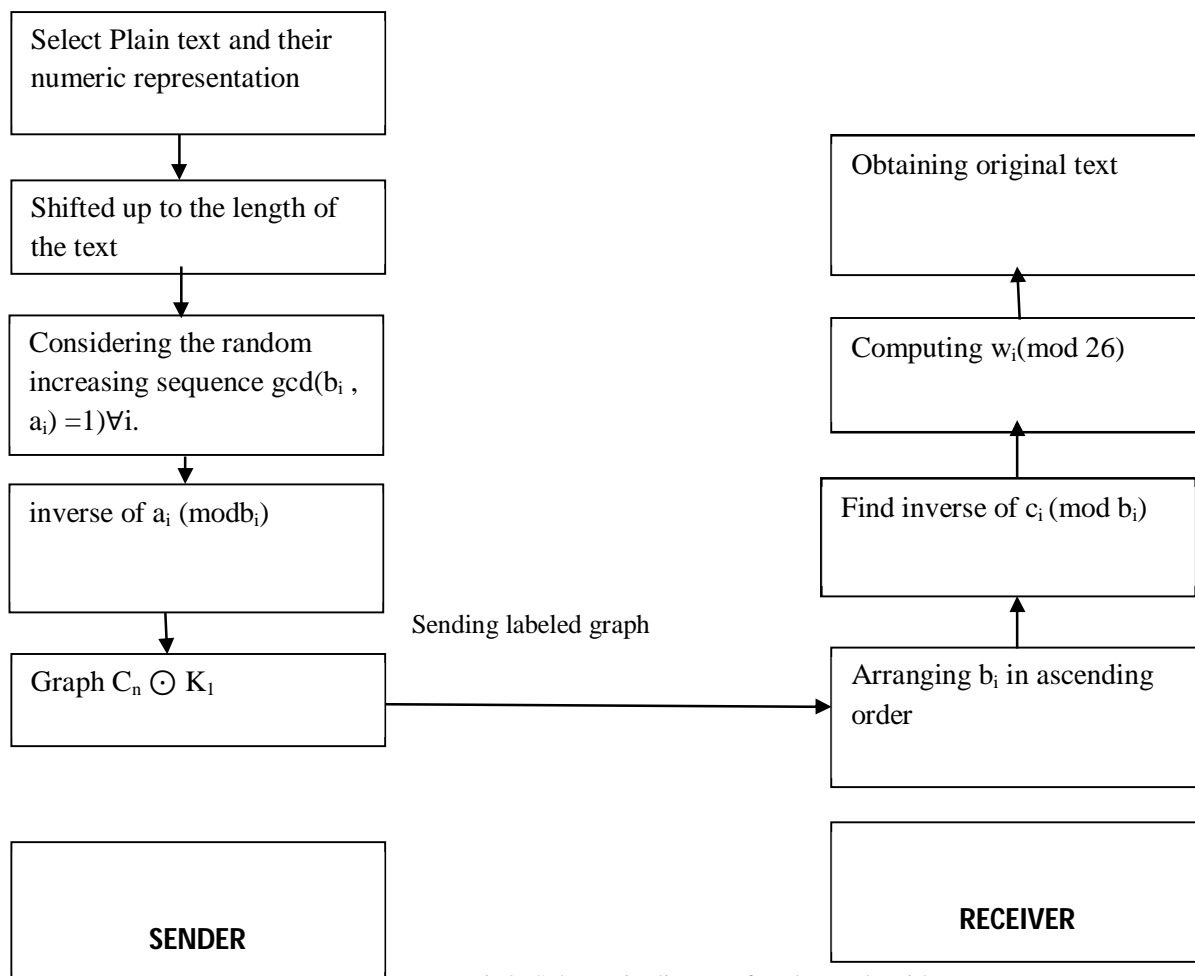 Select Plain text and their
numeric representation
Shifted up to the length of
the text
Considering the random
increasing sequence gcd(bᵢ ,
aᵢ) =1)∀i.
inverse of aᵢ (modbᵢ)
Graph Cₙ ⊙ K₁
SENDER
Sending labeled graph
Obtaining original text
Computing wᵢ(mod 26)
Find inverse of cᵢ (mod bᵢ)
Arranging bᵢ in ascending
order
RECEIVER